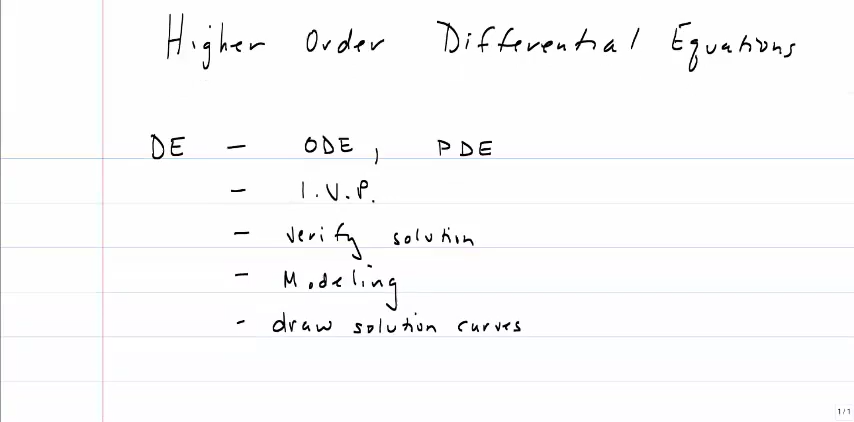 Higher Order Differential Equations
DE - ODE, PDE
- I.V.P.
- verify solution
- Modeling
- draw solution curves
1/1